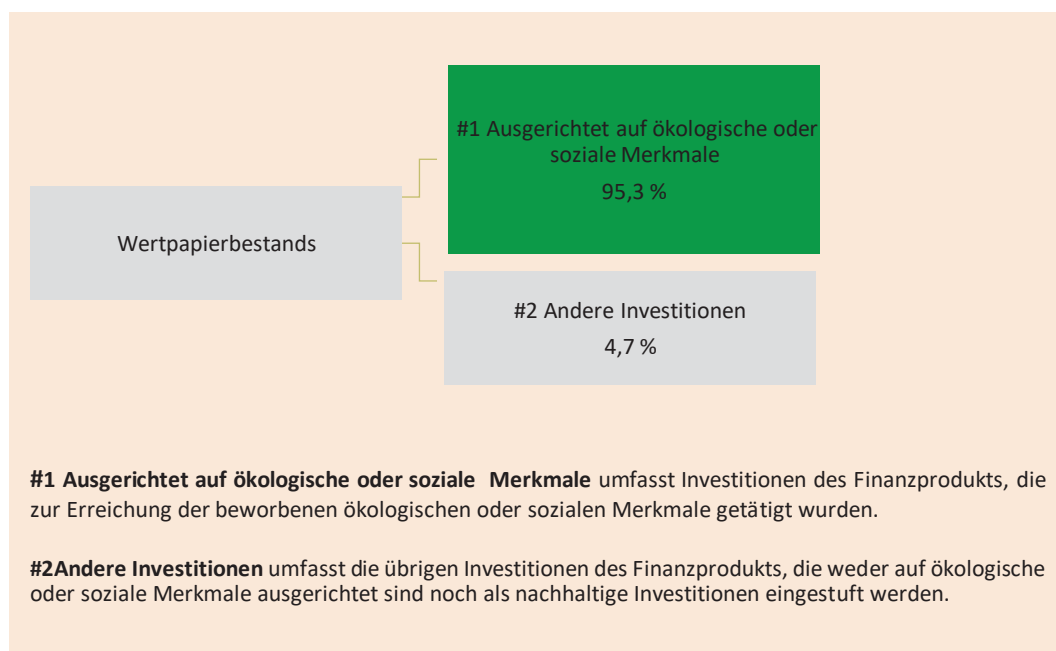 #1 Ausgerichtet auf ökologische oder
soziale Merkmale
95,3 %
Wertpapierbestands
#2 Andere Investitionen
4,7 %
#1 Ausgerichtet auf ökologische oder soziale Merkmale umfasst Investitionen des Finanzprodukts, die
zur Erreichung der beworbenen ökologischen oder sozialen Merkmale getätigt wurden.
#2Andere Investitionen umfasst die übrigen Investitionen des Finanzprodukts, die weder auf ökologische
oder soziale Merkmale ausgerichtet sind noch als nachhaltige Investitionen eingestuft werden.